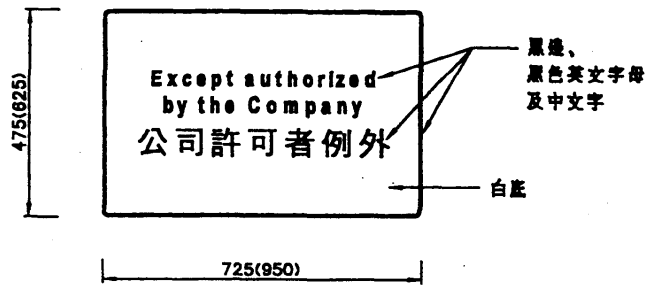 475(625)
Except authorized
by the Company
公司許可者例外
黑邊、
黑色英文字母
及中文字
白底
725(950)